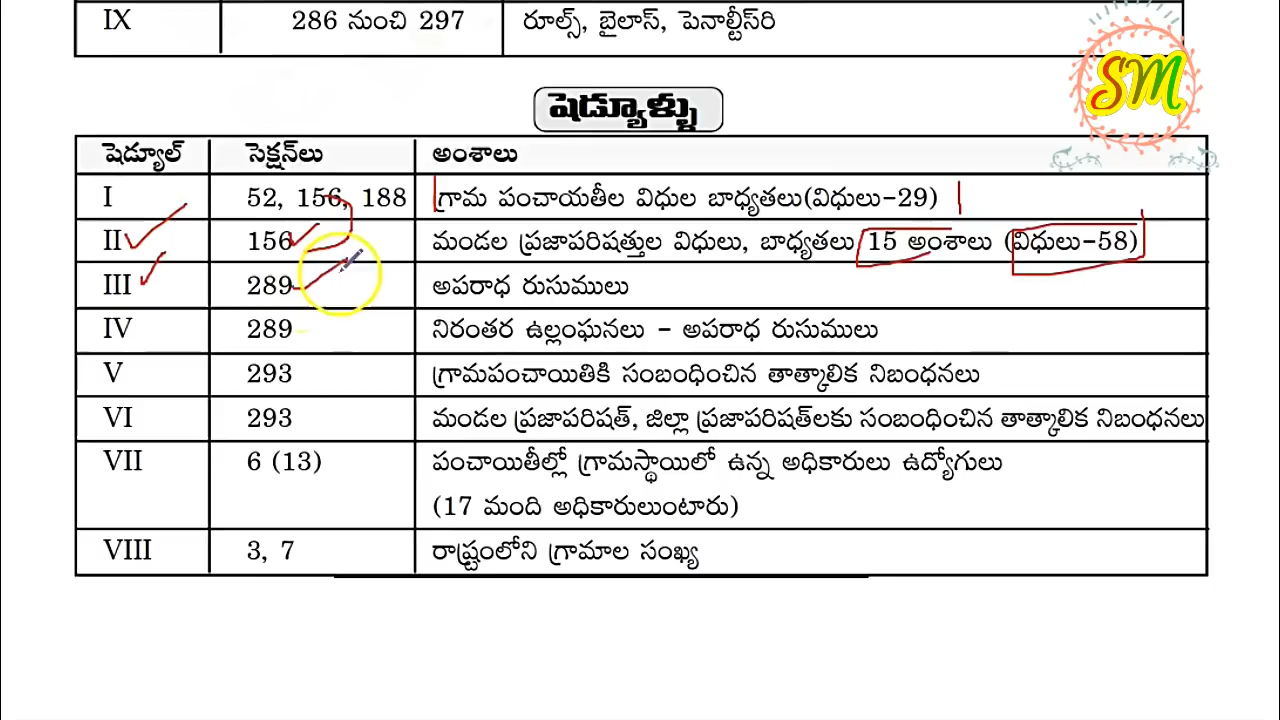 IX 286 నుంచి 297 రూల్స్, బైలాస్, పెనాల్టీస్‌రి
SM
షెడ్యూళ్ళు
షెడ్యూల్ సెక్షన్‌లు అంశాలు
I 52, 156, 188 గ్రామ పంచాయతీల విధుల బాధ్యతలు(విధులు-29)
II 156 మండల ప్రజాపరిషత్తుల విధులు, బాధ్యతలు 15 అంశాలు (విధులు-58)
III 289 అపరాధ రుసుములు
IV 289 నిరంతర ఉల్లంఘనలు – అపరాధ రుసుములు
V 293 గ్రామపంచాయితికి సంబంధించిన తాత్కాలిక నిబంధనలు
VI 293 మండల ప్రజాపరిషత్, జిల్లా ప్రజాపరిషత్‌లకు సంబంధించిన తాత్కాలిక నిబంధనలు
VII 6 (13) పంచాయితీల్లో గ్రామస్థాయిలో ఉన్న అధికారులు ఉద్యోగులు
(17 మంది అధికారులుంటారు)
VIII 3, 7 రాష్ట్రంలోని గ్రామాల సంఖ్య